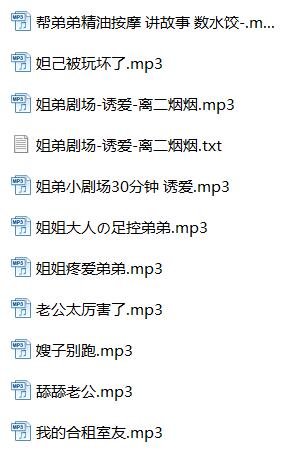 帮弟弟精油按摩 讲故事 数水饺-.m...
妲己被玩坏了.mp3
姐弟剧场-诱爱-离二烟烟.mp3
姐弟剧场-诱爱-离二烟烟.txt
姐弟小剧场30分钟 诱爱.mp3
姐姐大人の足控弟弟.mp3
姐姐疼爱弟弟.mp3
老公太厉害了.mp3
嫂子别跑.mp3
舔舔老公.mp3
我的合租室友.mp3